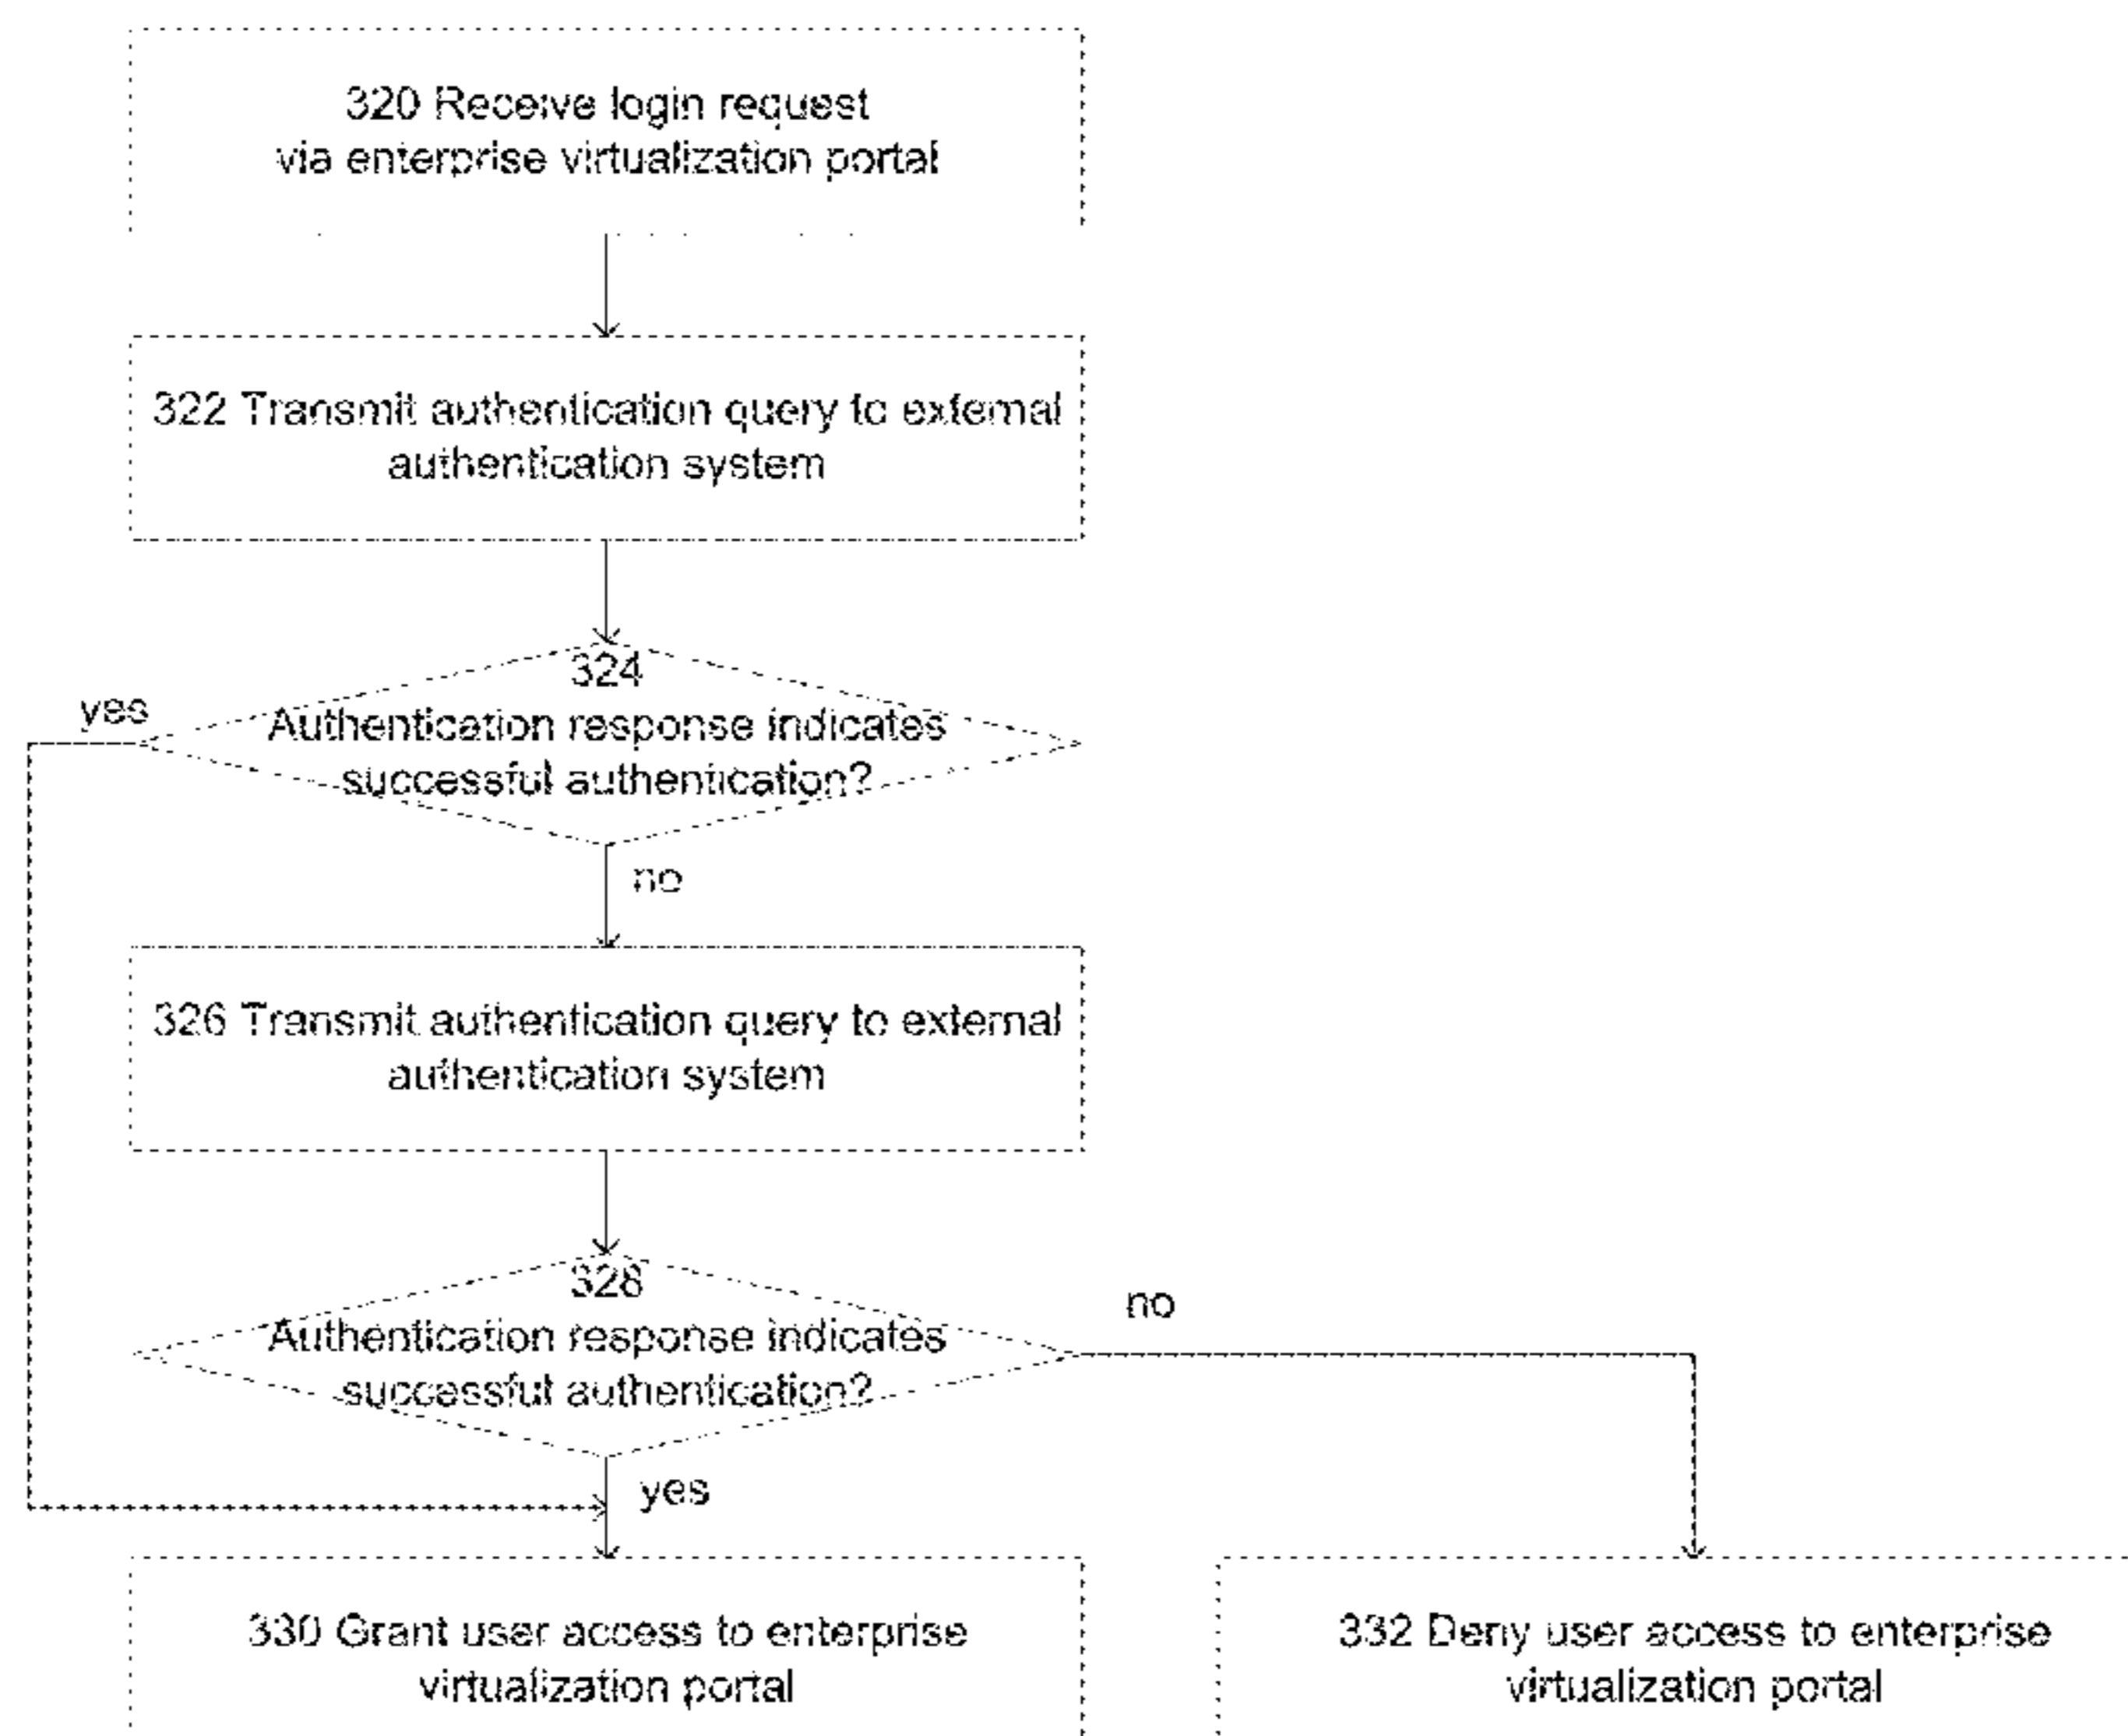 320 Receive login request
via enterprise virtualization portal
322 Transmit authentication query to external
authentication system
324
yes
Authentication response indicates
successful authentication?
no
326 Transmit authentication query to external
authentication system
328
no
Authentication response indicates
successful authentication?
yes
330 Grant user access to enterprise
virtualization portal
332 Deny user access to enterprise
virtualization portal